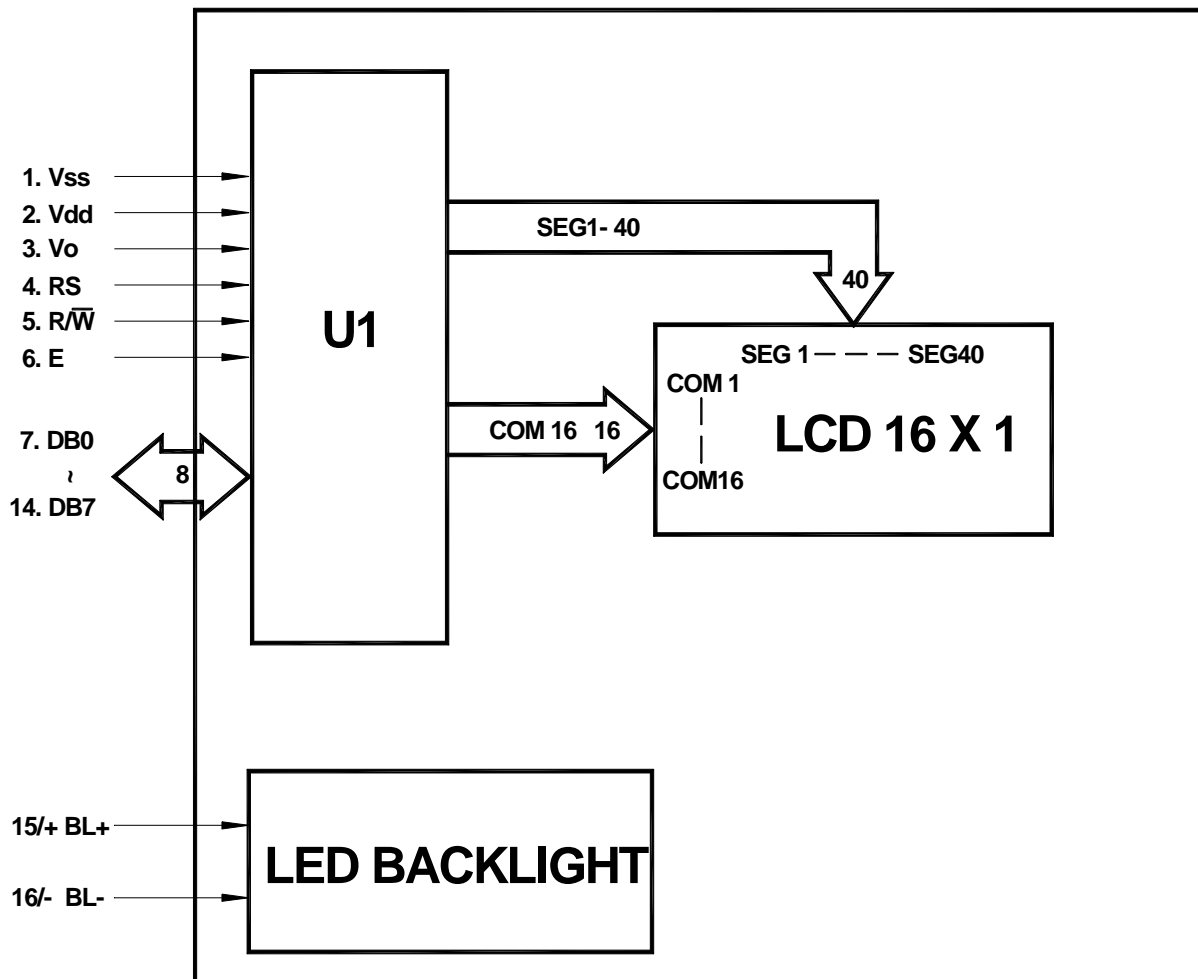 1. Vss
2. Vdd
3. Vo
4. RS
5. R/W̅
6. E
7. DB0
~
14. DB7
8
U1
SEG1- 40
40
COM 16 16
SEG 1 — — — SEG40
COM 1
COM16
LCD 16 X 1
15/+ BL+
16/- BL-
LED BACKLIGHT